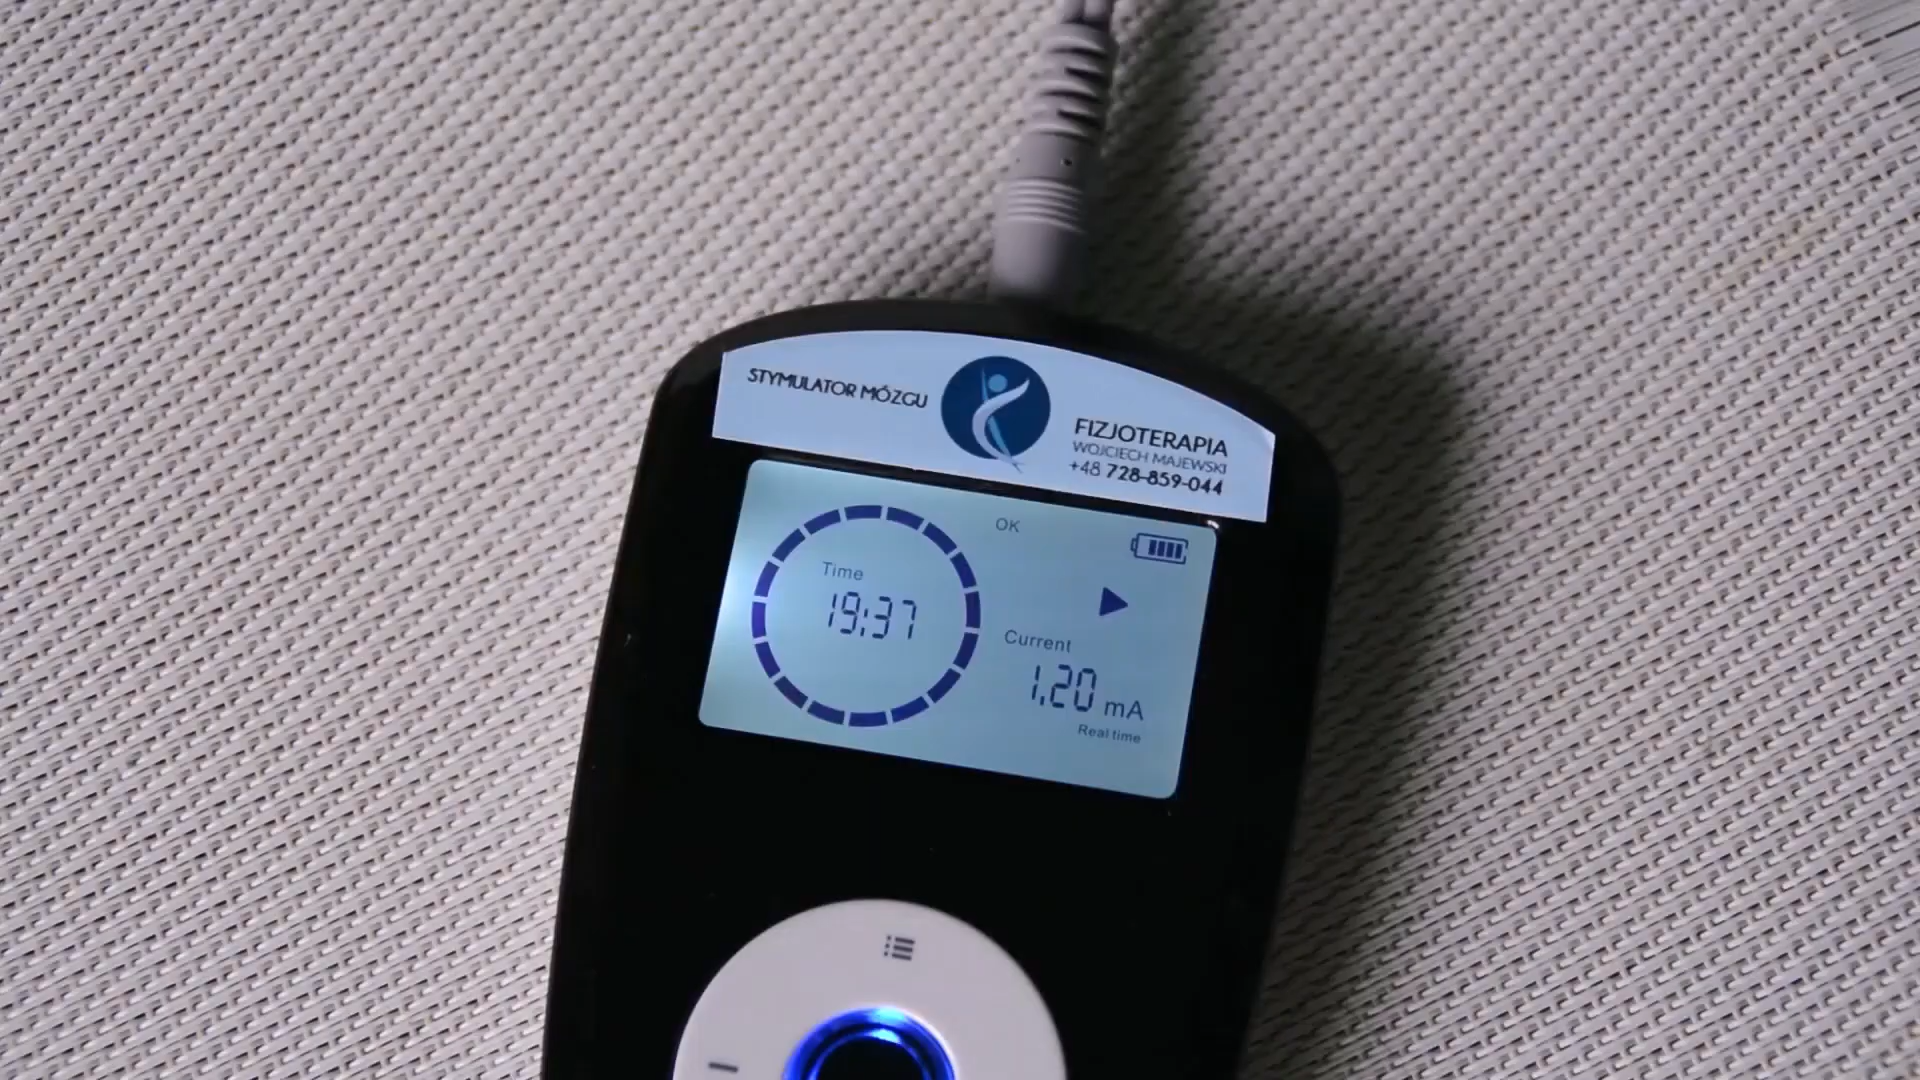 STYMULATOR MÓZGU
FIZJOTERAPIA
WOJCIECH MAJEWSKI
+48 728-859-044
OK
Time
19:37
Current
1.20 mA
Real time